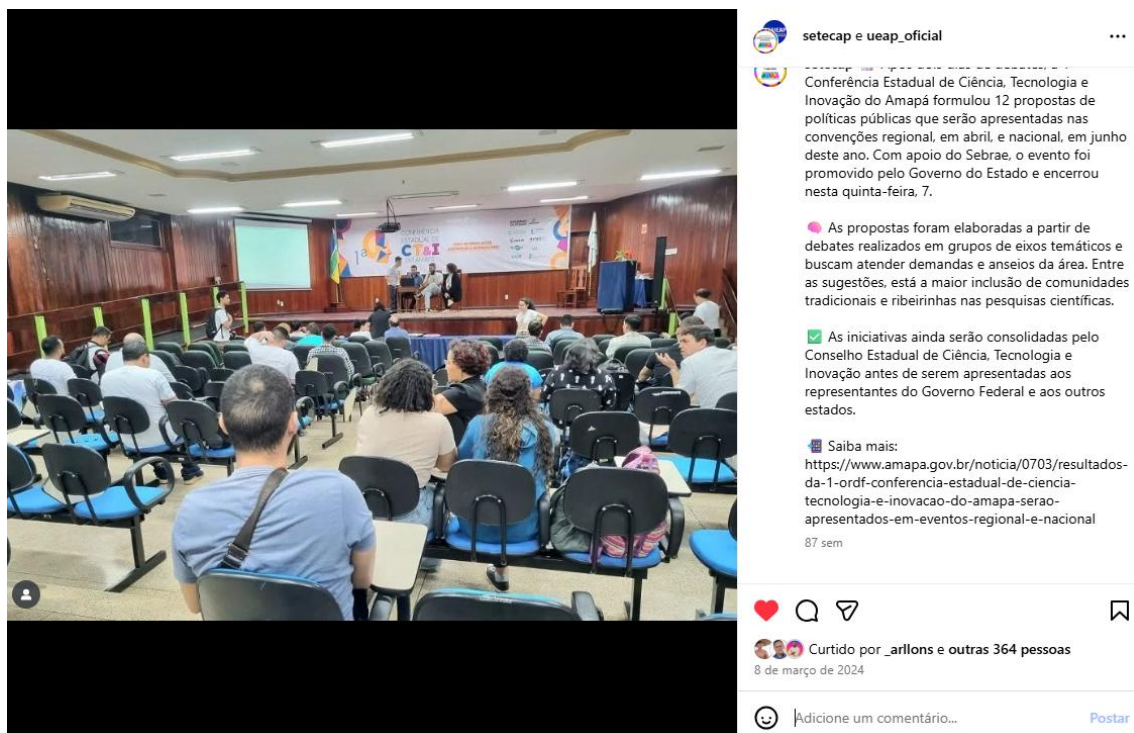 setecap e ueap_oficial
Conferência Estadual de Ciência, Tecnologia e
Inovação do Amapá formulou 12 propostas de
políticas públicas que serão apresentadas nas
convenções regional, em abril, e nacional, em junho
deste ano. Com apoio do Sebrae, o evento foi
promovido pelo Governo do Estado e encerrou
nesta quinta-feira, 7.
🧠 As propostas foram elaboradas a partir de
debates realizados em grupos de eixos temáticos e
buscam atender demandas e anseios da área. Entre
as sugestões, está a maior inclusão de comunidades
tradicionais e ribeirinhas nas pesquisas científicas.
✅ As iniciativas ainda serão consolidadas pelo
Conselho Estadual de Ciência, Tecnologia e
Inovação antes de serem apresentadas aos
representantes do Governo Federal e aos outros
estados.
📲 Saiba mais:
https://www.amapa.gov.br/noticia/0703/resultados-
da-1-ordf-conferencia-estadual-de-ciencia-
tecnologia-e-inovacao-do-amapa-serao-
apresentados-em-eventos-regional-e-nacional
87 sem
Curtido por _arllons e outras 364 pessoas
8 de março de 2024
Adicione um comentário...
Postar
1ª
CONFERÊNCIA
ESTADUAL DE
CT&I